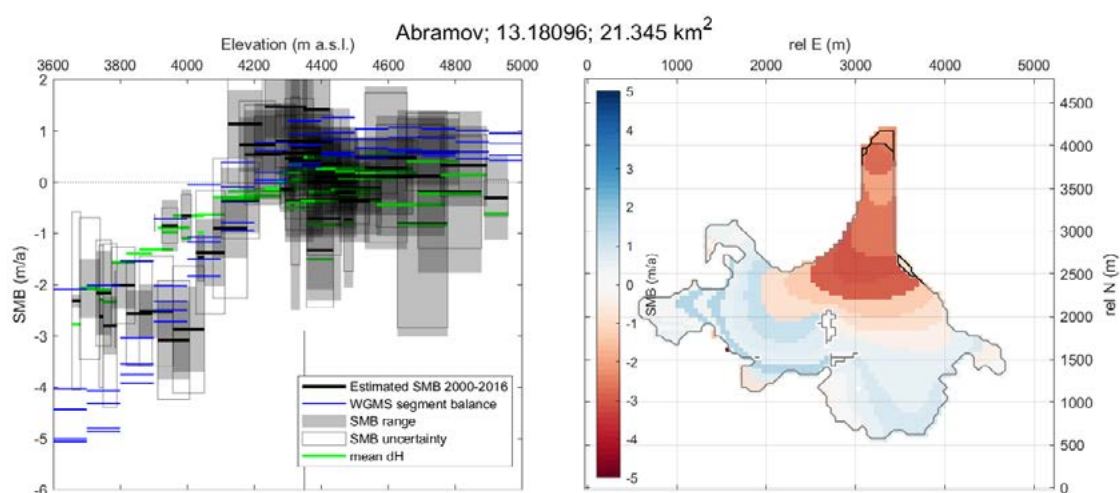 Abramov; 13.18096; 21.345 km²
Elevation (m a.s.l.)
3600 3800 4000 4200 4400 4600 4800 5000
2
1
0
-1
-2
-3
-4
-5
-6
SMB (m/a)
Estimated SMB 2000-2016
WGMS segment balance
SMB range
SMB uncertainty
mean dH
rel E (m)
0 1000 2000 3000 4000 5000
5
4
3
2
1
0
-1
-2
-3
-4
-5
SMB (m/a)
4500
4000
3500
3000
2500
2000
1500
1000
500
0
rel N (m)